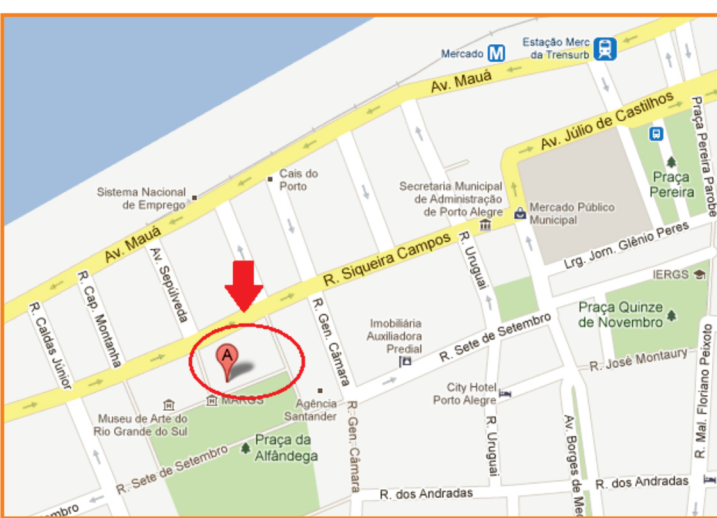 Estação Merc
da Trensurb
Mercado M
Av. Mauá
Av. Júlio de Castilhos
Praça Pereira Parobe
Praça
Pereira
Cais do
Porto
Sistema Nacional
de Emprego
Secretaria Municipal
de Administração
de Porto Alegre
Mercado Público
Municipal
Av. Mauá
R. Siqueira Campos
R. Uruguai
Lrg. Jorn. Glênio Peres
IERGS
Av. Sepúlveda
R. Cap. Montanha
R. Caldas Júnior
R. Gen. Câmara
Imobiliária
Auxiliadora
Predial
R. Sete de Setembro
Praça Quinze
de Novembro
R. José Montaury
R. Mal. Floriano Peixoto
A
MARGS
Museu de Arte do
Rio Grande do Sul
Agência
Santander
City Hotel
Porto Alegre
Praça da
Alfândega
R. Sete de Setembro
R. Gen. Câmara
R. Uruguai
Av. Borges de Med
R. dos Andradas
R. dos Andradas
mbro